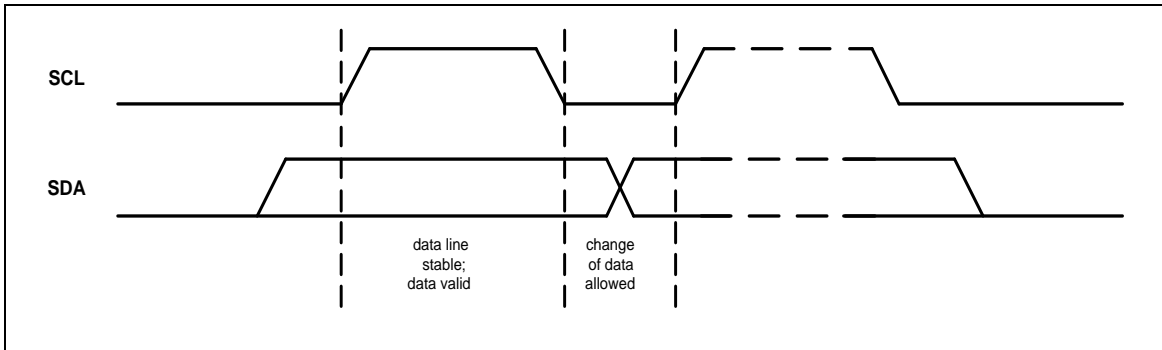 SCL
SDA
data line
stable;
data valid
change
of data
allowed